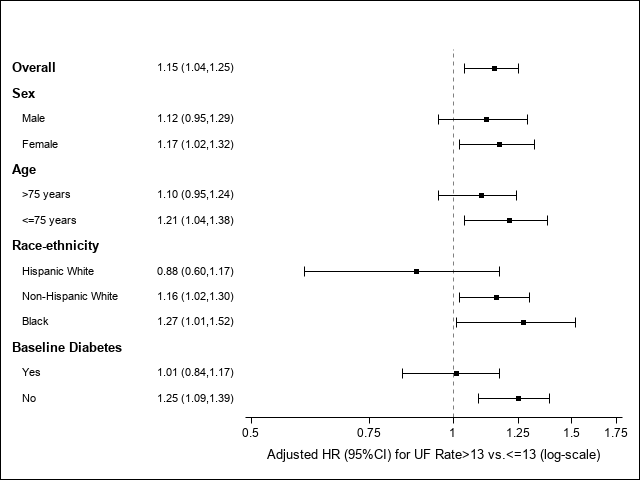 Overall 1.15 (1.04,1.25)
Sex
Male 1.12 (0.95,1.29)
Female 1.17 (1.02,1.32)
Age
>75 years 1.10 (0.95,1.24)
<=75 years 1.21 (1.04,1.38)
Race-ethnicity
Hispanic White 0.88 (0.60,1.17)
Non-Hispanic White 1.16 (1.02,1.30)
Black 1.27 (1.01,1.52)
Baseline Diabetes
Yes 1.01 (0.84,1.17)
No 1.25 (1.09,1.39)
0.5 0.75 1 1.25 1.5 1.75
Adjusted HR (95%CI) for UF Rate>13 vs.<=13 (log-scale)